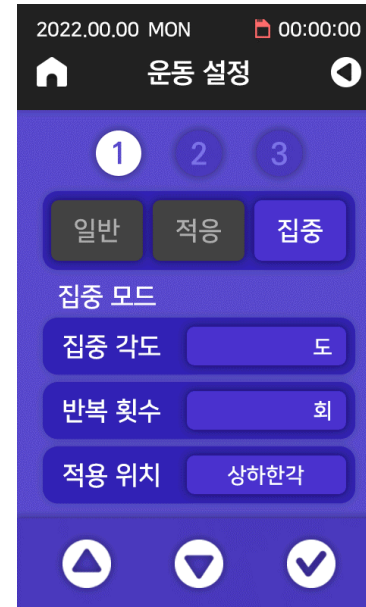 2022.00.00 MON 00:00:00
운동 설정
1 2 3
일반 적응 집중
집중 모드
집중 각도 도
반복 횟수 회
적용 위치 상하한각